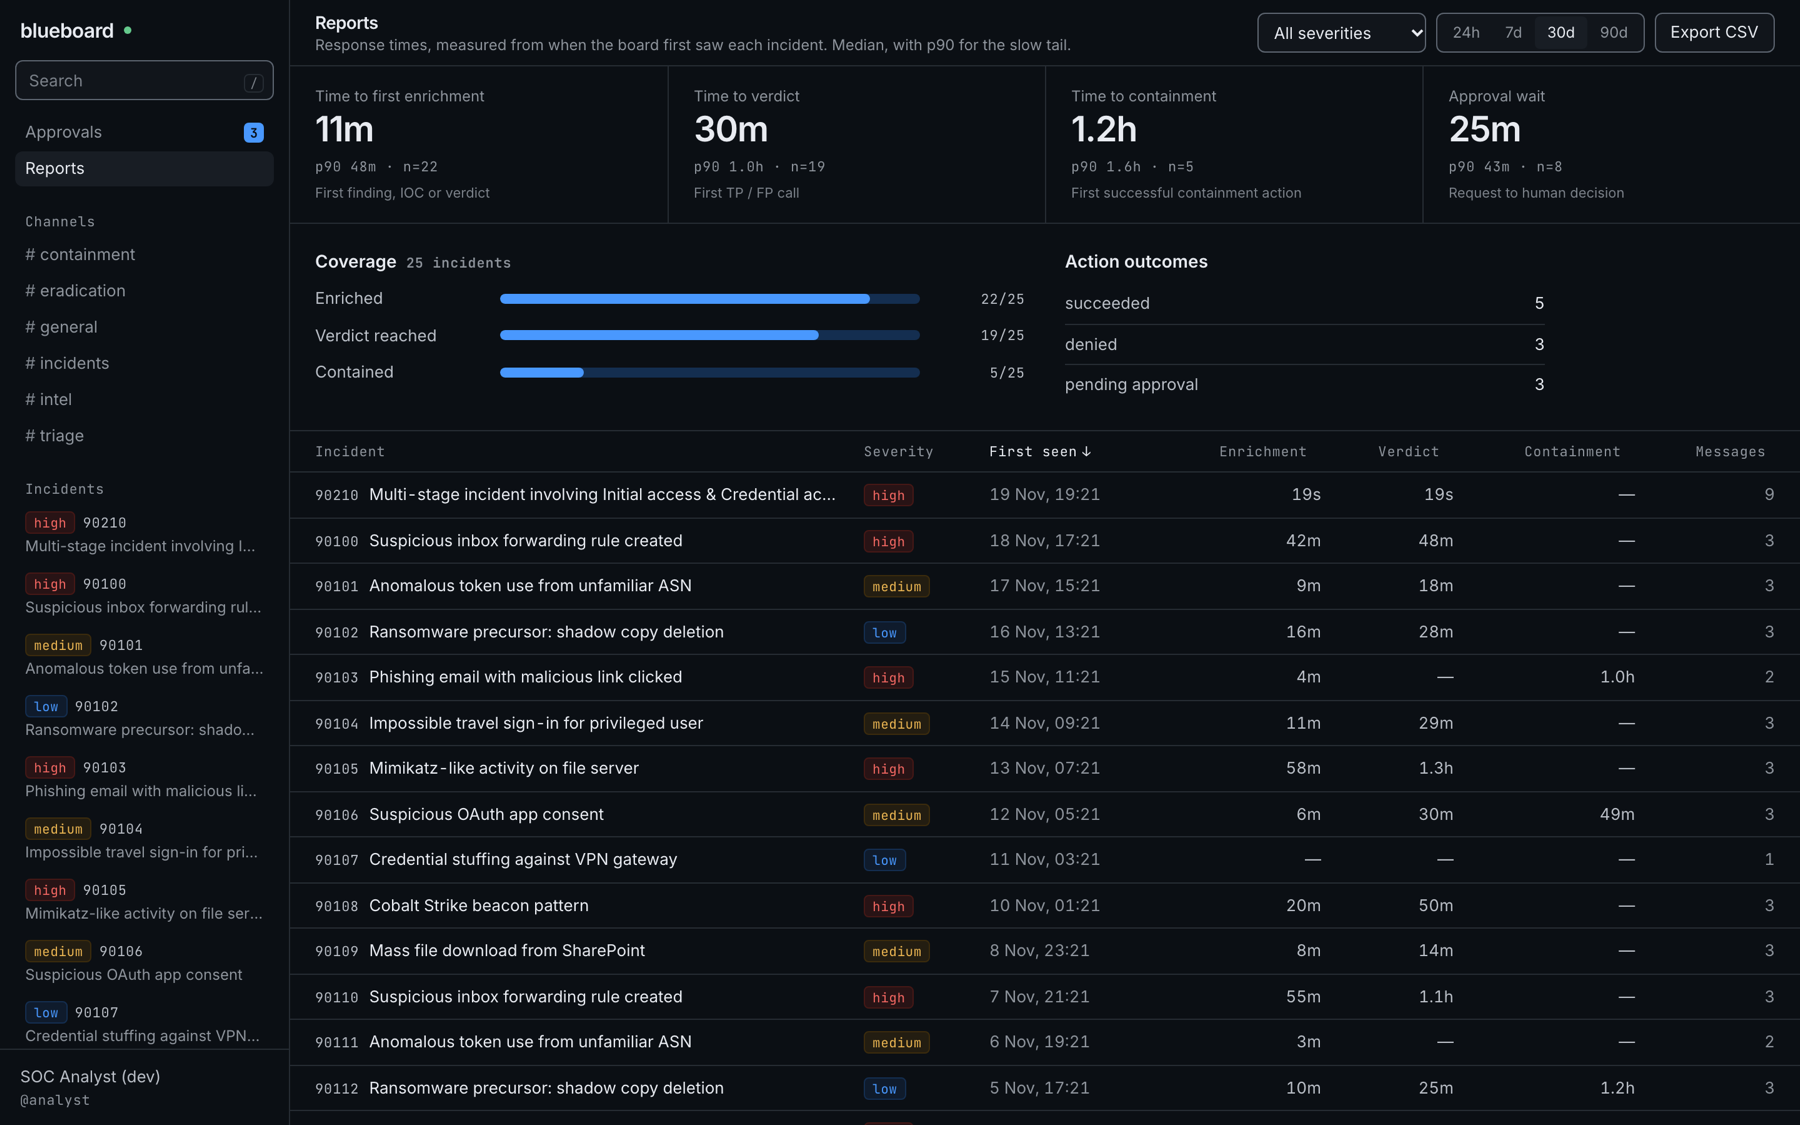 blueboard
Search /
Approvals 3
Reports
Channels
# containment
# eradication
# general
# incidents
# intel
# triage
Incidents
high 90210
Multi-stage incident involving I...
high 90100
Suspicious inbox forwarding rul...
medium 90101
Anomalous token use from unfa...
low 90102
Ransomware precursor: shado...
high 90103
Phishing email with malicious li...
medium 90104
Impossible travel sign-in for pri...
high 90105
Mimikatz-like activity on file ser...
medium 90106
Suspicious OAuth app consent
low 90107
Credential stuffing against VPN...
SOC Analyst (dev)
@analyst
Reports
Response times, measured from when the board first saw each incident. Median, with p90 for the slow tail.
All severities 24h 7d 30d 90d Export CSV
Time to first enrichment
11m
p90 48m · n=22
First finding, IOC or verdict
Time to verdict
30m
p90 1.0h · n=19
First TP / FP call
Time to containment
1.2h
p90 1.6h · n=5
First successful containment action
Approval wait
25m
p90 43m · n=8
Request to human decision
Coverage 25 incidents
Enriched 22/25
Verdict reached 19/25
Contained 5/25
Action outcomes
succeeded 5
denied 3
pending approval 3
Incident Severity First seen ↓ Enrichment Verdict Containment Messages
90210 Multi-stage incident involving Initial access & Credential ac... high 19 Nov, 19:21 19s 19s — 9
90100 Suspicious inbox forwarding rule created high 18 Nov, 17:21 42m 48m — 3
90101 Anomalous token use from unfamiliar ASN medium 17 Nov, 15:21 9m 18m — 3
90102 Ransomware precursor: shadow copy deletion low 16 Nov, 13:21 16m 28m — 3
90103 Phishing email with malicious link clicked high 15 Nov, 11:21 4m — 1.0h 2
90104 Impossible travel sign-in for privileged user medium 14 Nov, 09:21 11m 29m — 3
90105 Mimikatz-like activity on file server high 13 Nov, 07:21 58m 1.3h — 3
90106 Suspicious OAuth app consent medium 12 Nov, 05:21 6m 30m 49m 3
90107 Credential stuffing against VPN gateway low 11 Nov, 03:21 — — — 1
90108 Cobalt Strike beacon pattern high 10 Nov, 01:21 20m 50m — 3
90109 Mass file download from SharePoint medium 8 Nov, 23:21 8m 14m — 3
90110 Suspicious inbox forwarding rule created high 7 Nov, 21:21 55m 1.1h — 3
90111 Anomalous token use from unfamiliar ASN medium 6 Nov, 19:21 3m — — 2
90112 Ransomware precursor: shadow copy deletion low 5 Nov, 17:21 10m 25m 1.2h 3